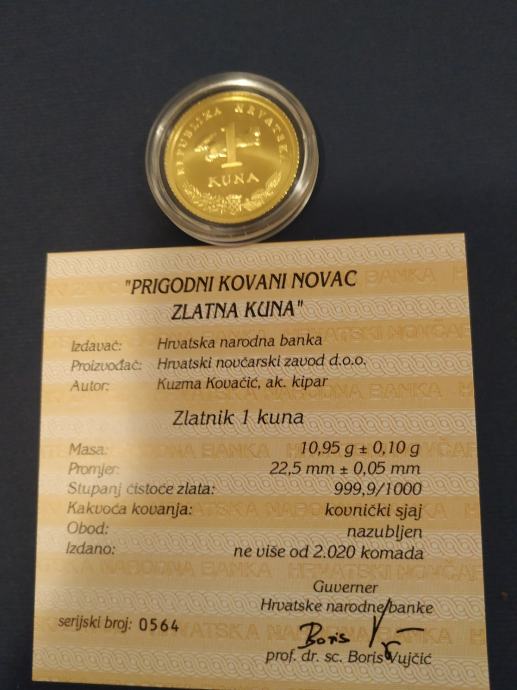 REPUBLIKA HRVATSKA
1
KUNA
"PRIGODNI KOVANI NOVAC
ZLATNA KUNA"
Izdavač: Hrvatska narodna banka
Proizvođač: Hrvatski novčarski zavod d.o.o.
Autor: Kuzma Kovačić, ak. kipar
Zlatnik 1 kuna
Masa: 10,95 g ± 0,10 g
Promjer: 22,5 mm ± 0,05 mm
Stupanj čistoće zlata: 999,9/1000
Kakvoća kovanja: kovnički sjaj
Obod: nazubljen
Izdano: ne više od 2.020 komada
Guverner
Hrvatske narodne banke
serijski broj: 0564
Boris
prof. dr. sc. Boris Vujčić